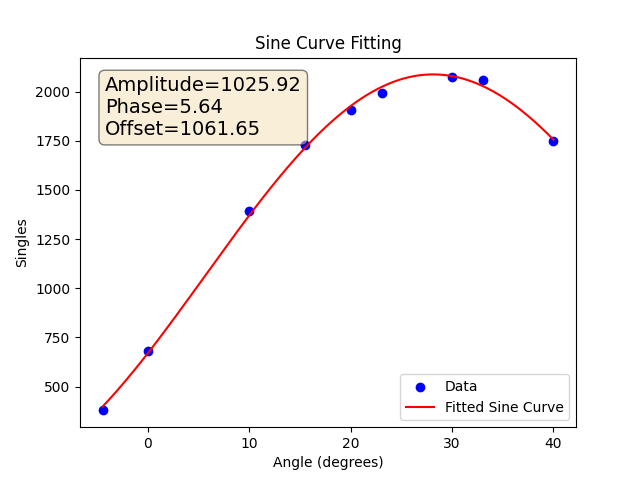 Sine Curve Fitting
Amplitude=1025.92
Phase=5.64
Offset=1061.65
2000
1750
1500
1250
1000
750
500
Singles
0 10 20 30 40
Angle (degrees)
Data
Fitted Sine Curve